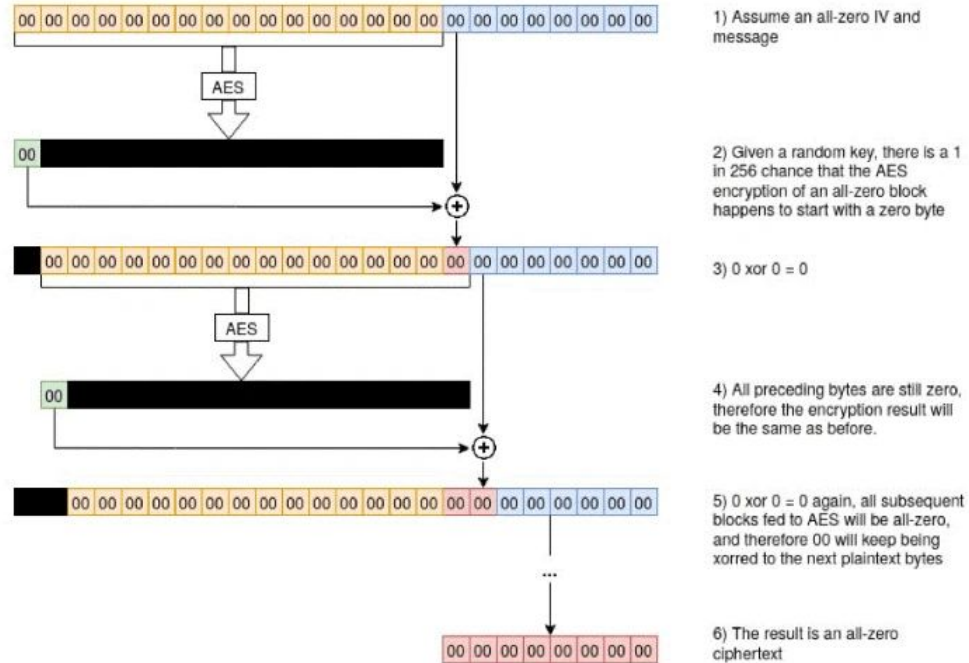 00 00 00 00 00 00 00 00 00 00 00 00 00 00 00 00 00 00 00 00 00 00 00 00
1) Assume an all-zero IV and
message
AES
00
2) Given a random key, there is a 1
in 256 chance that the AES
encryption of an all-zero block
happens to start with a zero byte
+
00 00 00 00 00 00 00 00 00 00 00 00 00 00 00 00 00 00 00 00 00 00 00
3) 0 xor 0 = 0
AES
00
4) All preceding bytes are still zero,
therefore the encryption result will
be the same as before.
+
00 00 00 00 00 00 00 00 00 00 00 00 00 00 00 00 00 00 00 00 00 00
5) 0 xor 0 = 0 again, all subsequent
blocks fed to AES will be all-zero,
and therefore 00 will keep being
xorred to the next plaintext bytes
...
00 00 00 00 00 00 00 00
6) The result is an all-zero
ciphertext